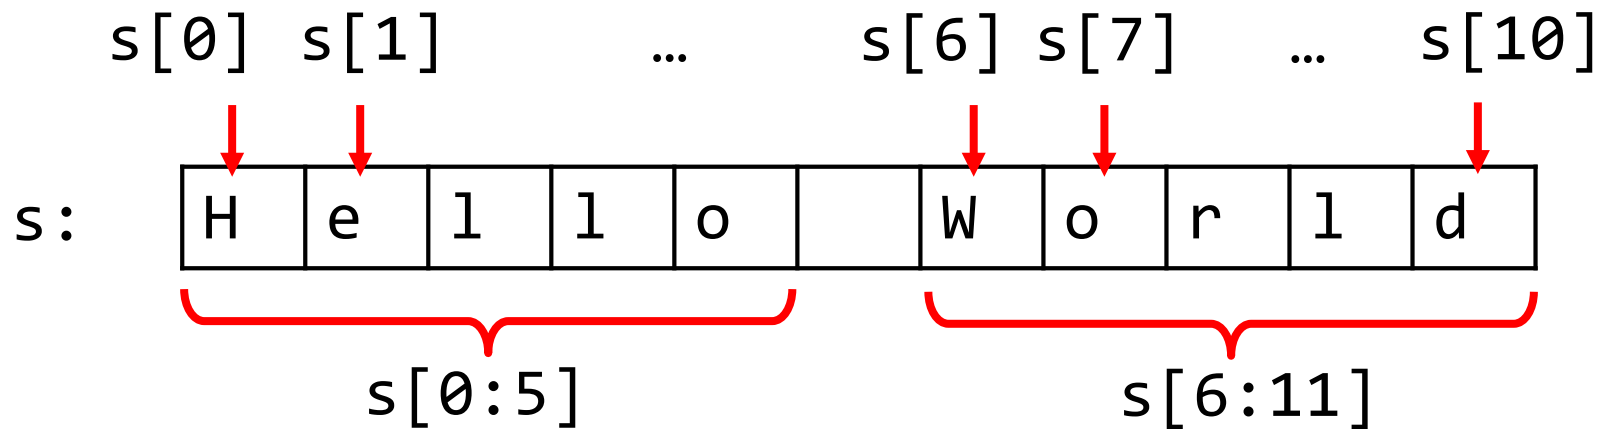 s[0] s[1] … s[6] s[7] … s[10]
s: H e l l o W o r l d
s[0:5] s[6:11]